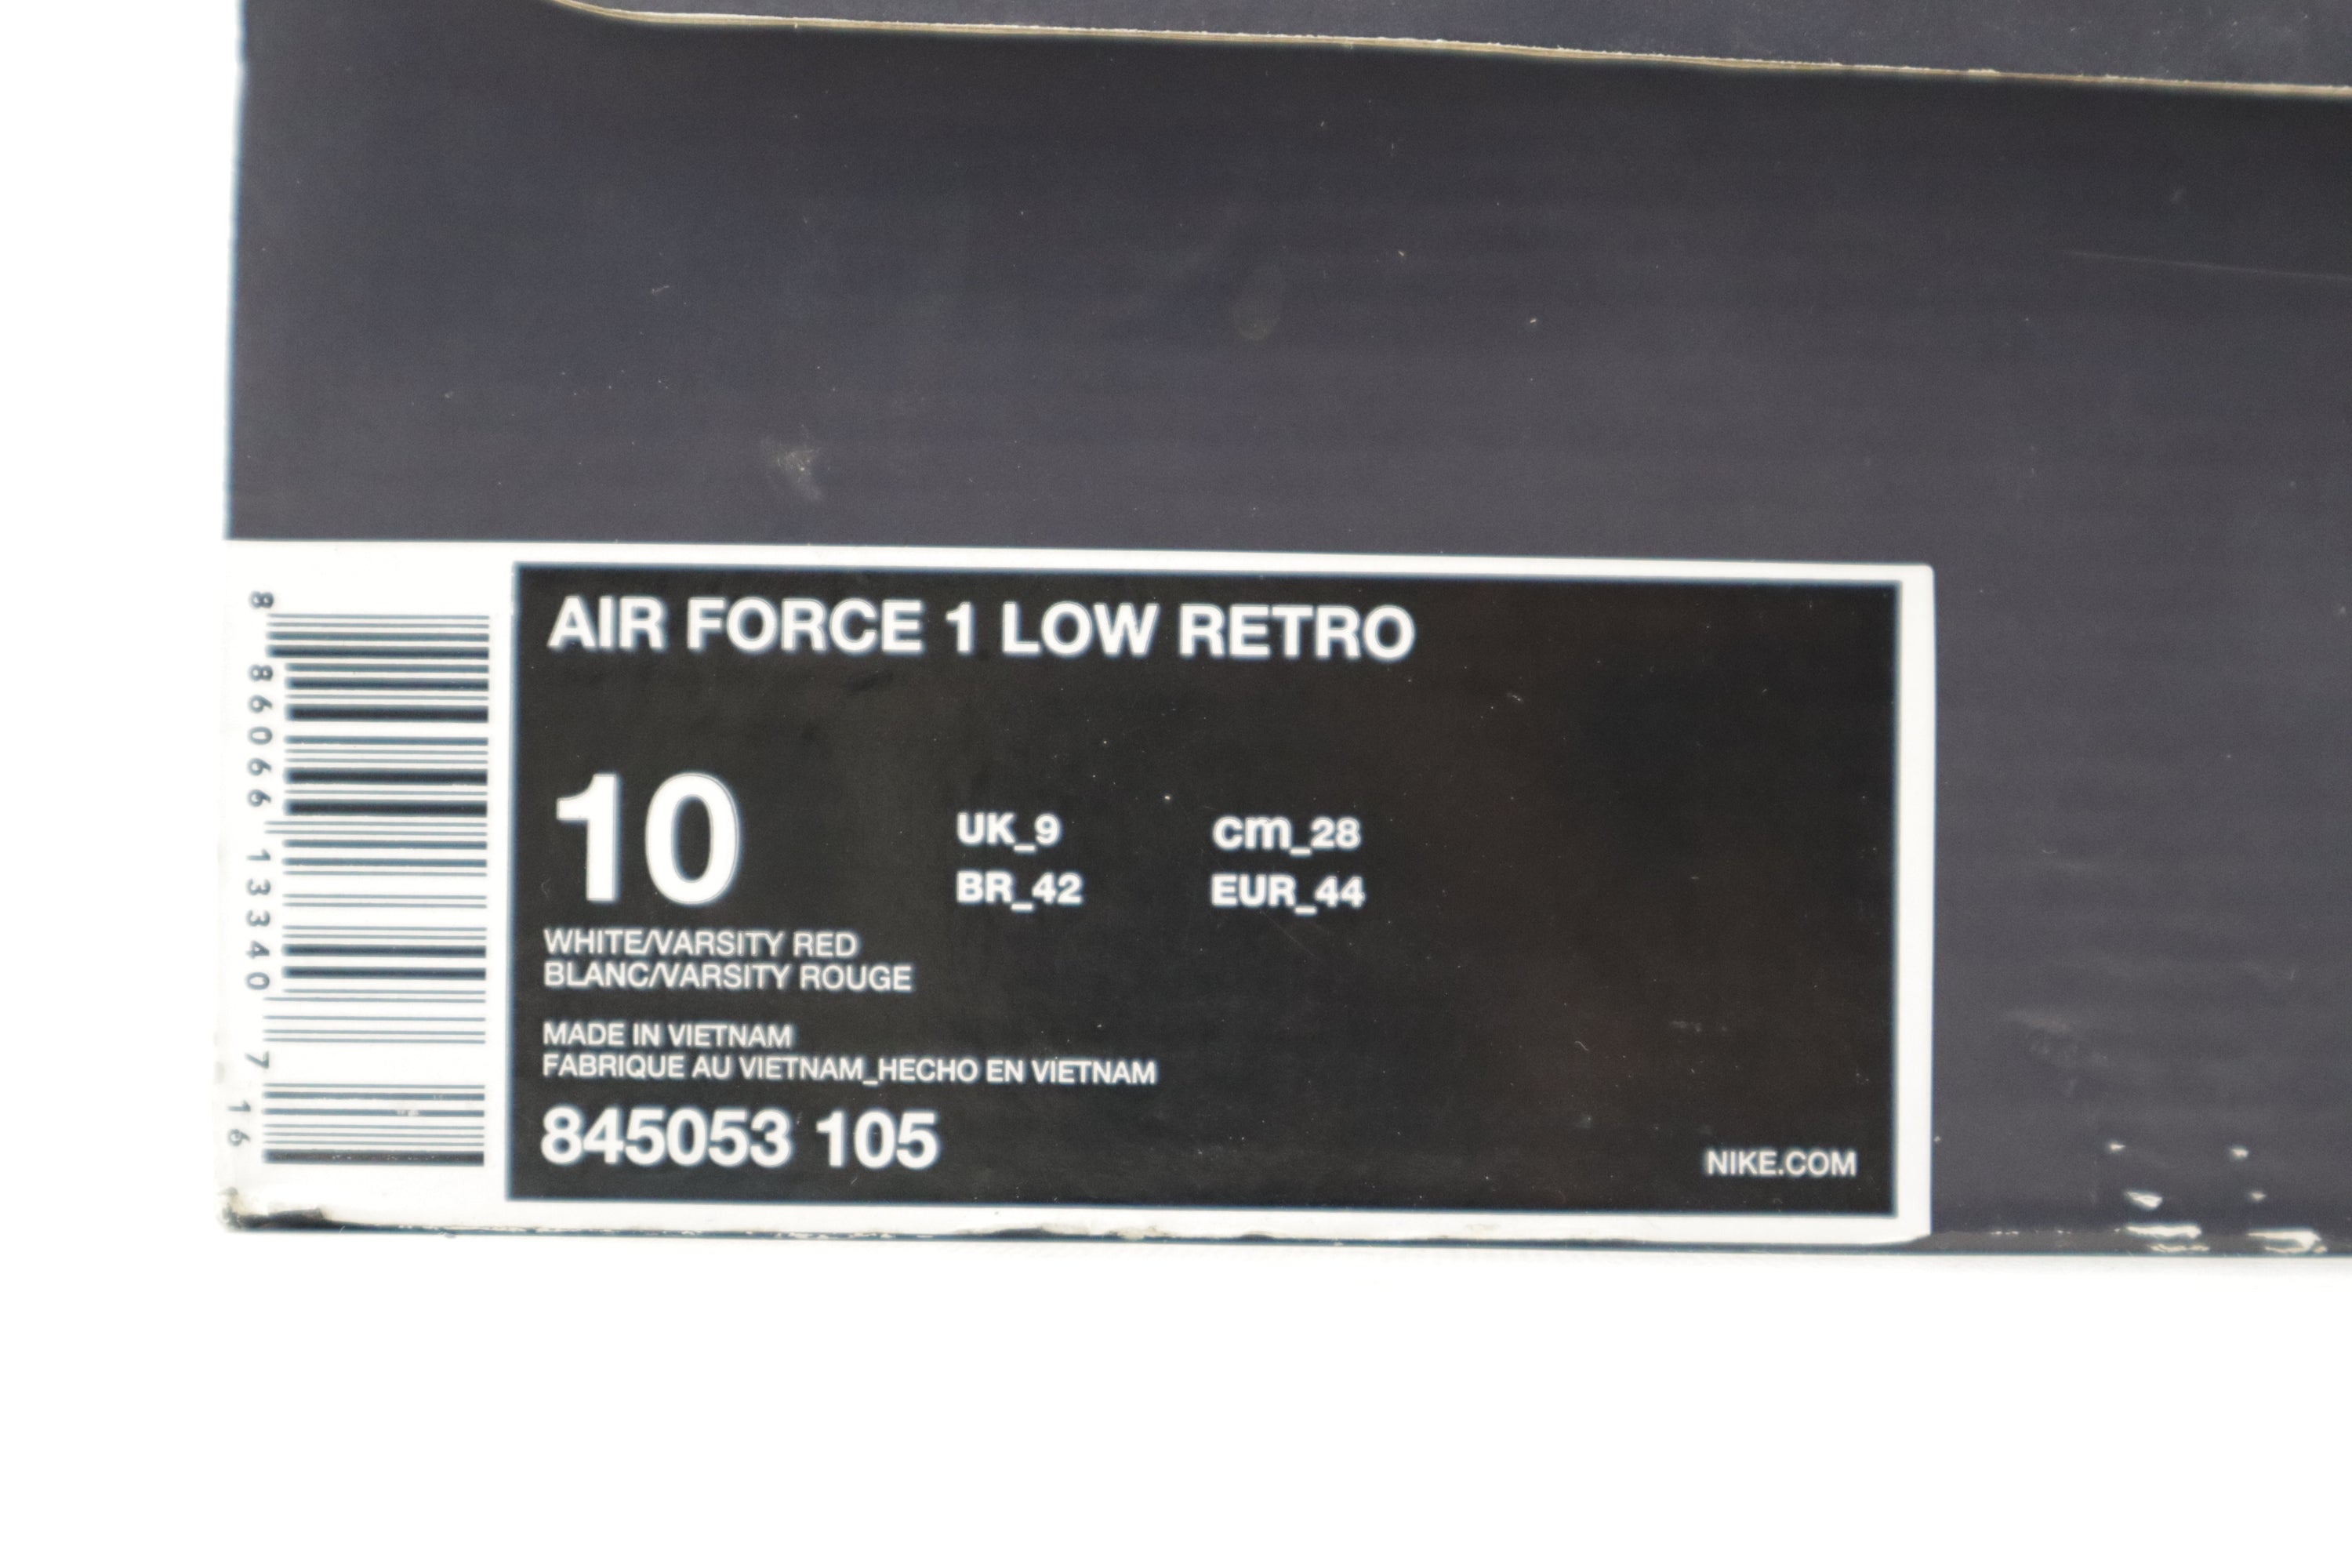 AIR FORCE 1 LOW RETRO
10
UK_9 cm_28
BR_42 EUR_44
WHITE/VARSITY RED
BLANC/VARSITY ROUGE
MADE IN VIETNAM
FABRIQUE AU VIETNAM_HECHO EN VIETNAM
845053 105
NIKE.COM
8 86066 13340 7
16